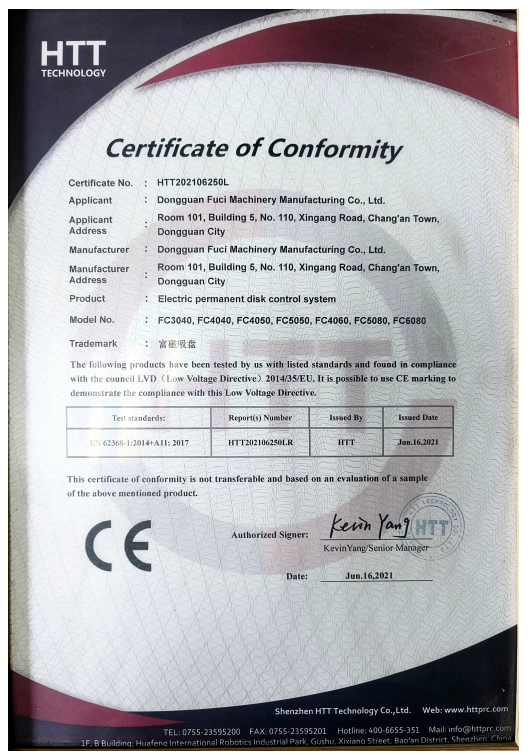 HTT
TECHNOLOGY
Certificate of Conformity
Certificate No. : HTT202106250L
Applicant : Dongguan Fuci Machinery Manufacturing Co., Ltd.
Applicant Address : Room 101, Building 5, No. 110, Xingang Road, Chang'an Town,
Dongguan City
Manufacturer : Dongguan Fuci Machinery Manufacturing Co., Ltd.
Manufacturer Address : Room 101, Building 5, No. 110, Xingang Road, Chang'an Town,
Dongguan City
Product : Electric permanent disk control system
Model No. : FC3040, FC4040, FC4050, FC5050, FC4060, FC5080, FC6080
Trademark : 富磁吸盘
The following products have been tested by us with listed standards and found in compliance
with the council LVD（Low Voltage Directive）2014/35/EU. It is possible to use CE marking to
demonstrate the compliance with this Low Voltage Directive.
Test standards: Report(s) Number Issued By Issued Date
EN 62368-1:2014+A11: 2017 HTT202106250LR HTT Jun.16,2021
This certificate of conformity is not transferable and based on an evaluation of a sample
of the above mentioned product.
CE
Authorized Signer: Kevin Yang
HTT
KevinYang/Senior Manager
Date: Jun.16,2021
Shenzhen HTT Technology Co.,Ltd. Web: www.httprc.com
TEL: 0755-23595200 FAX: 0755-23595201 Hotline: 400-6655-351 Mail: info@httprc.com
1F, B Building, Huafeng International Robotics Industrial Park, Gushu, Xixiang Street, Bao'an District, Shenzhen, China